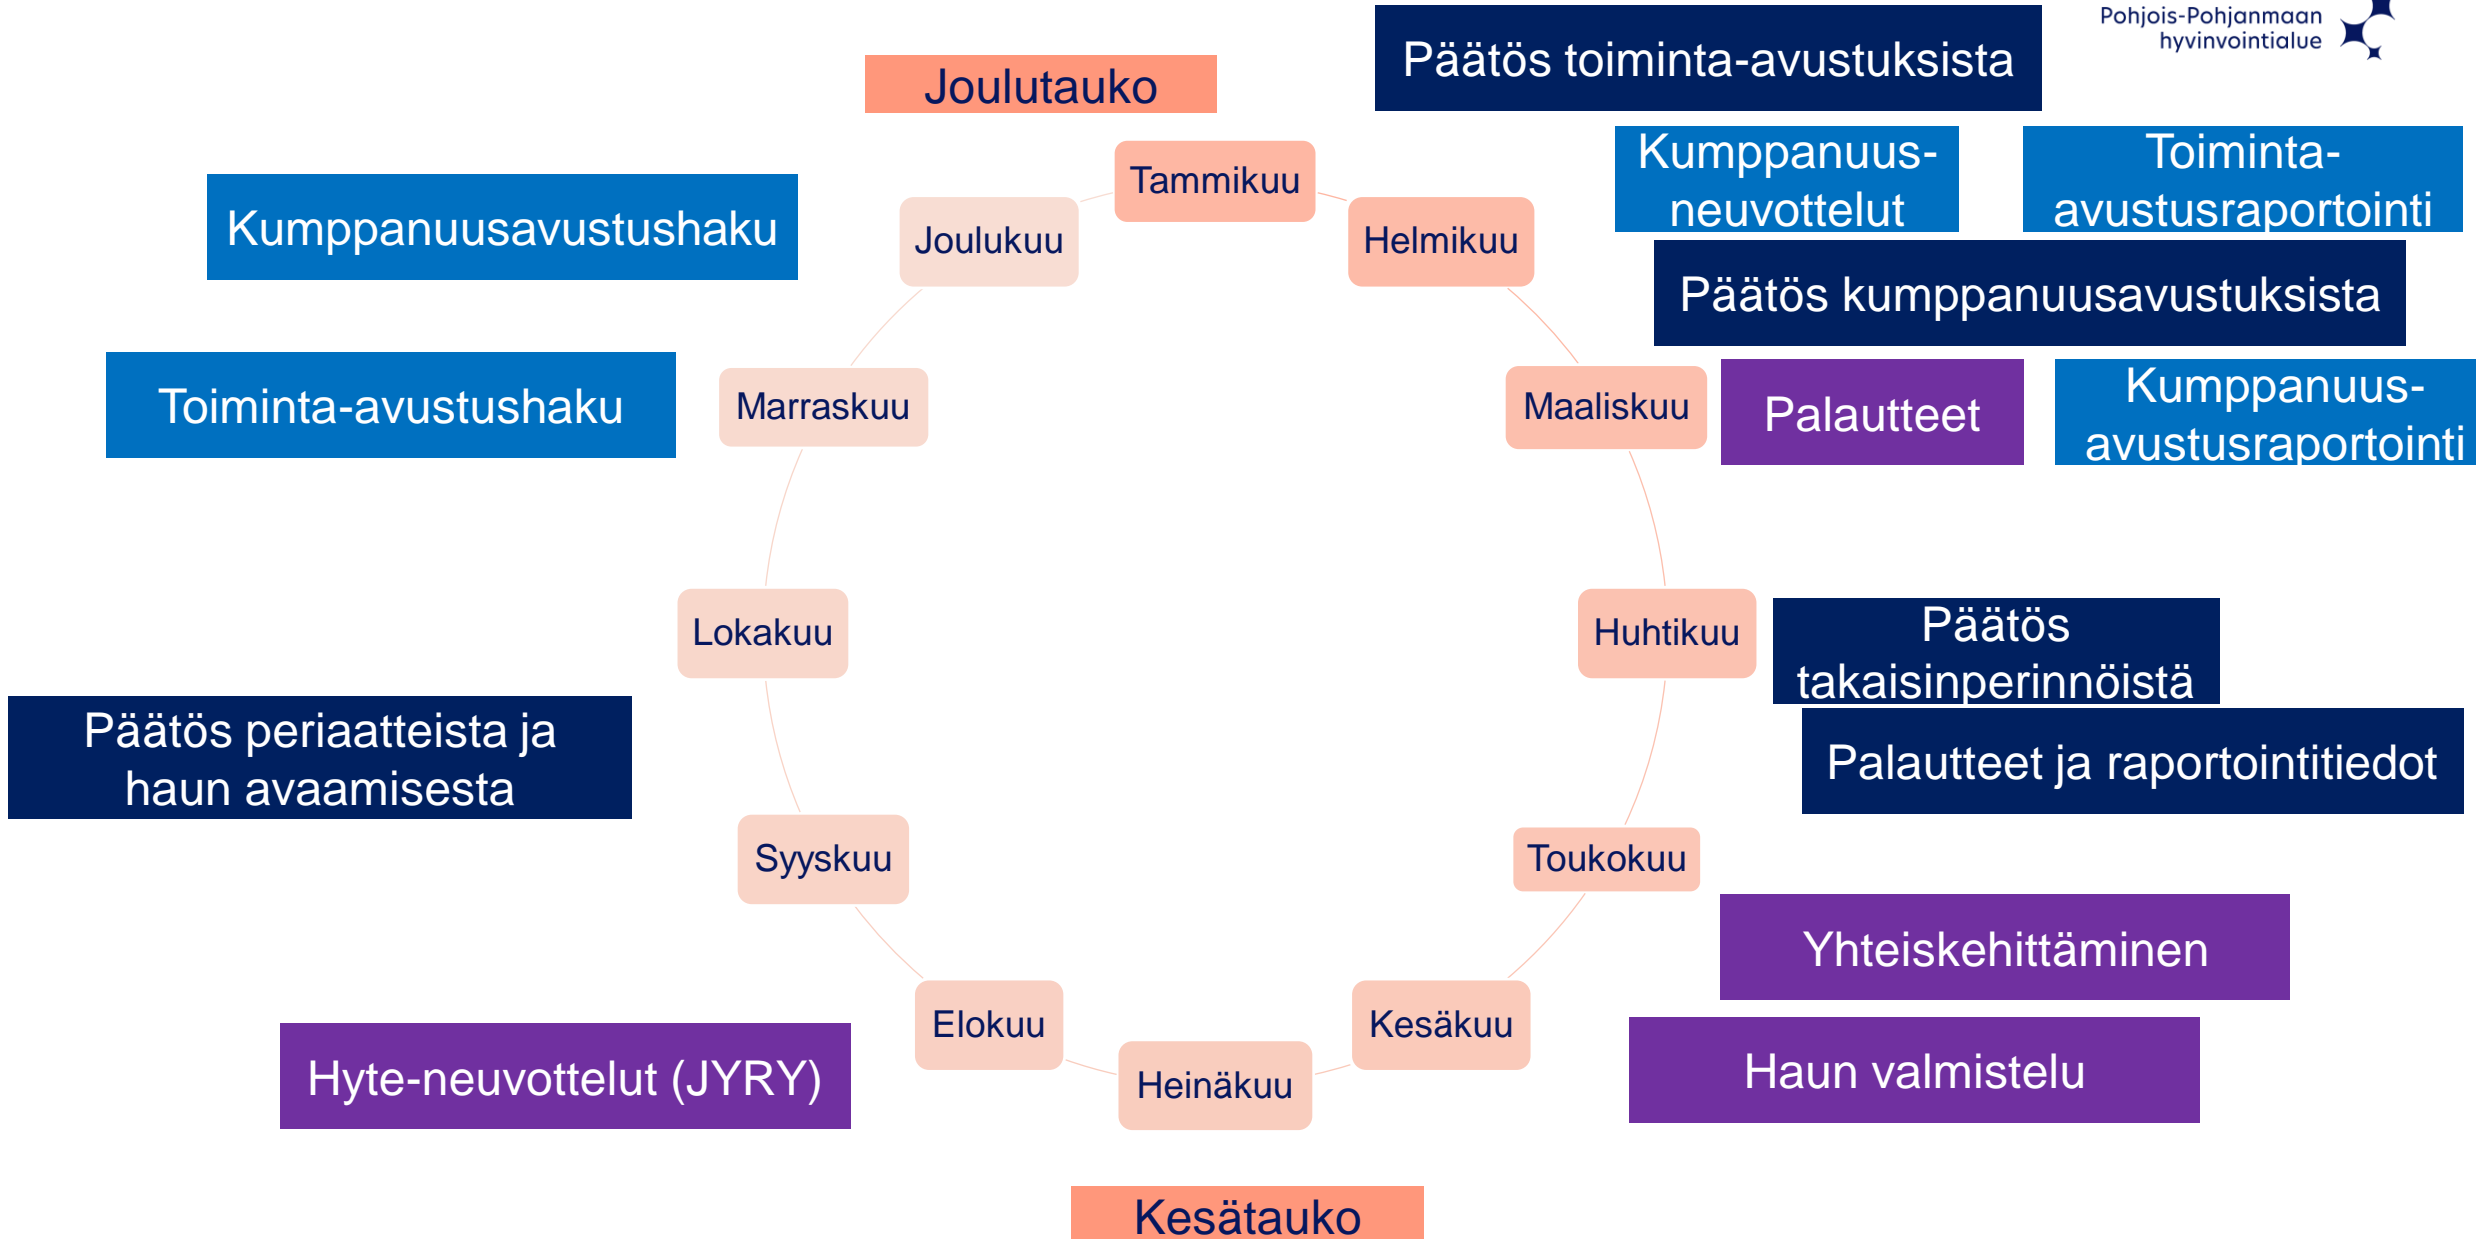 Pohjois-Pohjanmaan
hyvinvointialue
Päätös toiminta-avustuksista
Joulutauko
Kumppanuus-
neuvottelut
Toiminta-
avustusraportointi
Tammikuu
Kumppanuusavustushaku
Joulukuu
Helmikuu
Päätös kumppanuusavustuksista
Toiminta-avustushaku
Marraskuu
Maaliskuu
Palautteet
Kumppanuus-
avustusraportointi
Lokakuu
Huhtikuu
Päätös
takaisinperinnöistä
Päätös periaatteista ja
haun avaamisesta
Palautteet ja raportointitiedot
Syyskuu
Toukokuu
Yhteiskehittäminen
Elokuu
Kesäkuu
Hyte-neuvottelut (JYRY)
Heinäkuu
Haun valmistelu
Kesätauko